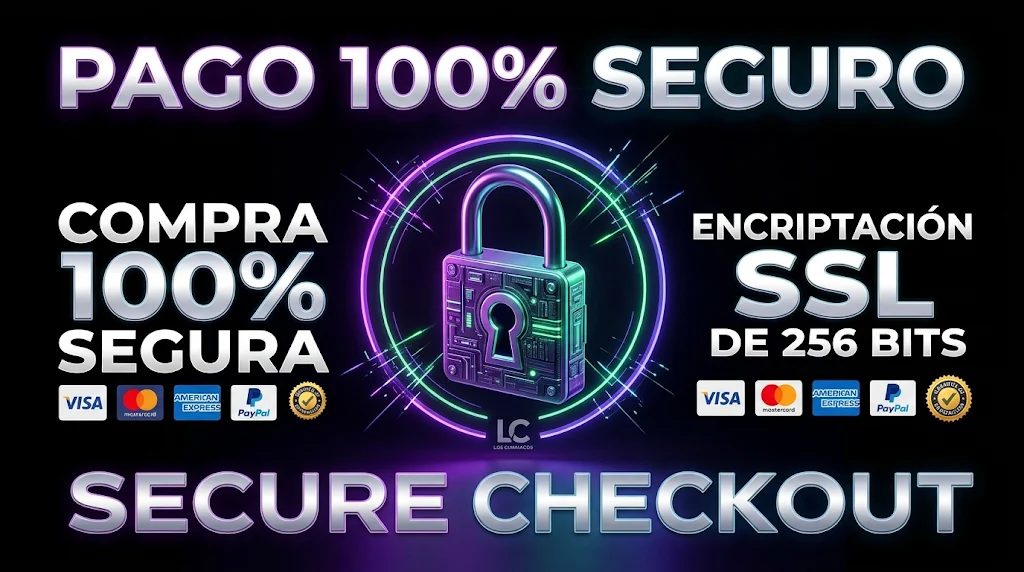 PAGO 100% SEGURO
COMPRA
100%
SEGURA
VISA
AMERICAN
EXPRESS
PayPal
ENCRIPTACIÓN
SSL
DE 256 BITS
VISA
mastercard
AMERICAN
EXPRESS
PayPal
LC
SECURE CHECKOUT